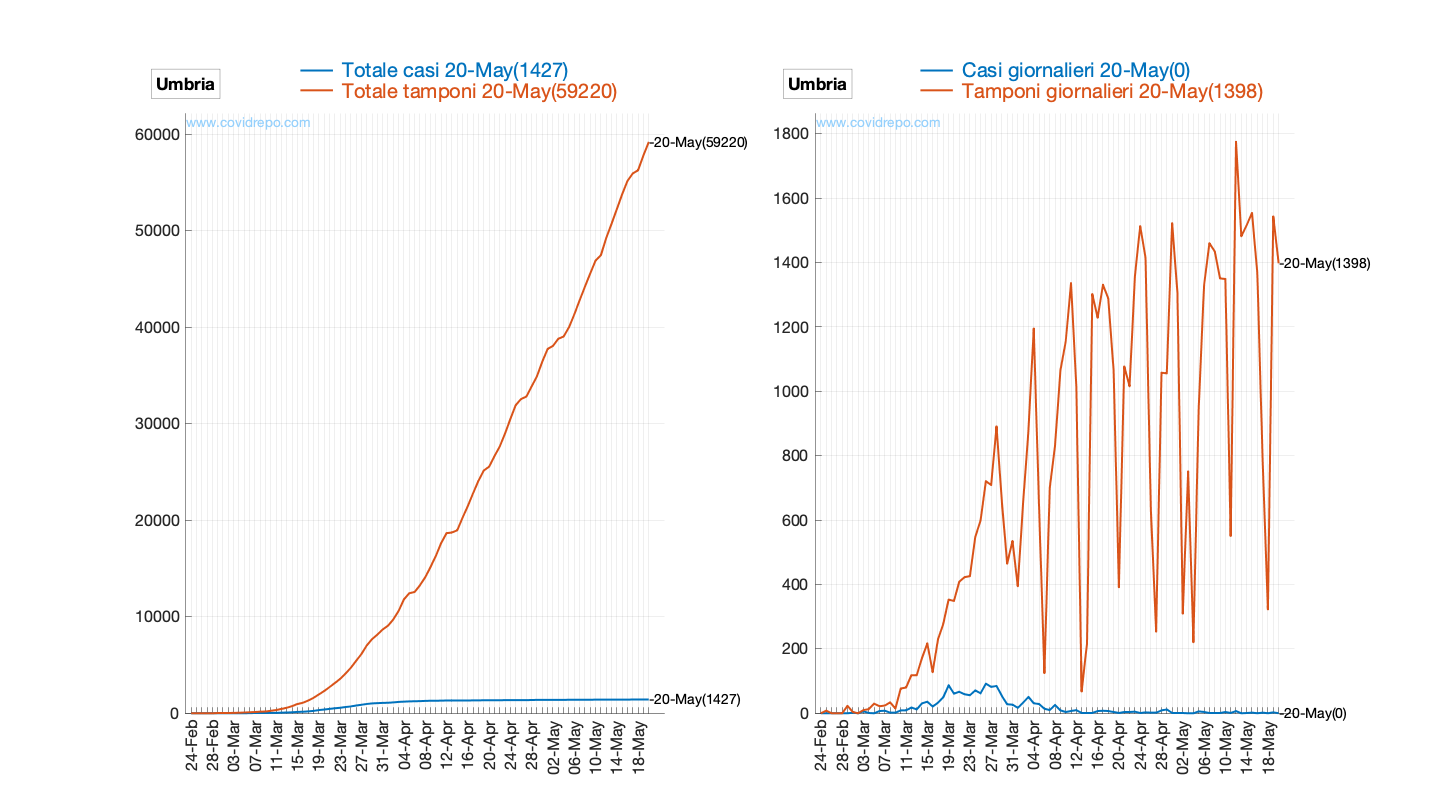 Umbria
Totale casi 20-May(1427)
Totale tamponi 20-May(59220)
www.covidrepo.com
60000
50000
40000
30000
20000
10000
0
20-May(59220)
20-May(1427)
24-Feb
28-Feb
03-Mar
07-Mar
11-Mar
15-Mar
19-Mar
23-Mar
27-Mar
31-Mar
04-Apr
08-Apr
12-Apr
16-Apr
20-Apr
24-Apr
28-Apr
02-May
06-May
10-May
14-May
18-May
Umbria
Casi giornalieri 20-May(0)
Tamponi giornalieri 20-May(1398)
www.covidrepo.com
1800
1600
1400
1200
1000
800
600
400
200
0
20-May(1398)
20-May(0)
24-Feb
28-Feb
03-Mar
07-Mar
11-Mar
15-Mar
19-Mar
23-Mar
27-Mar
31-Mar
04-Apr
08-Apr
12-Apr
16-Apr
20-Apr
24-Apr
28-Apr
02-May
06-May
10-May
14-May
18-May